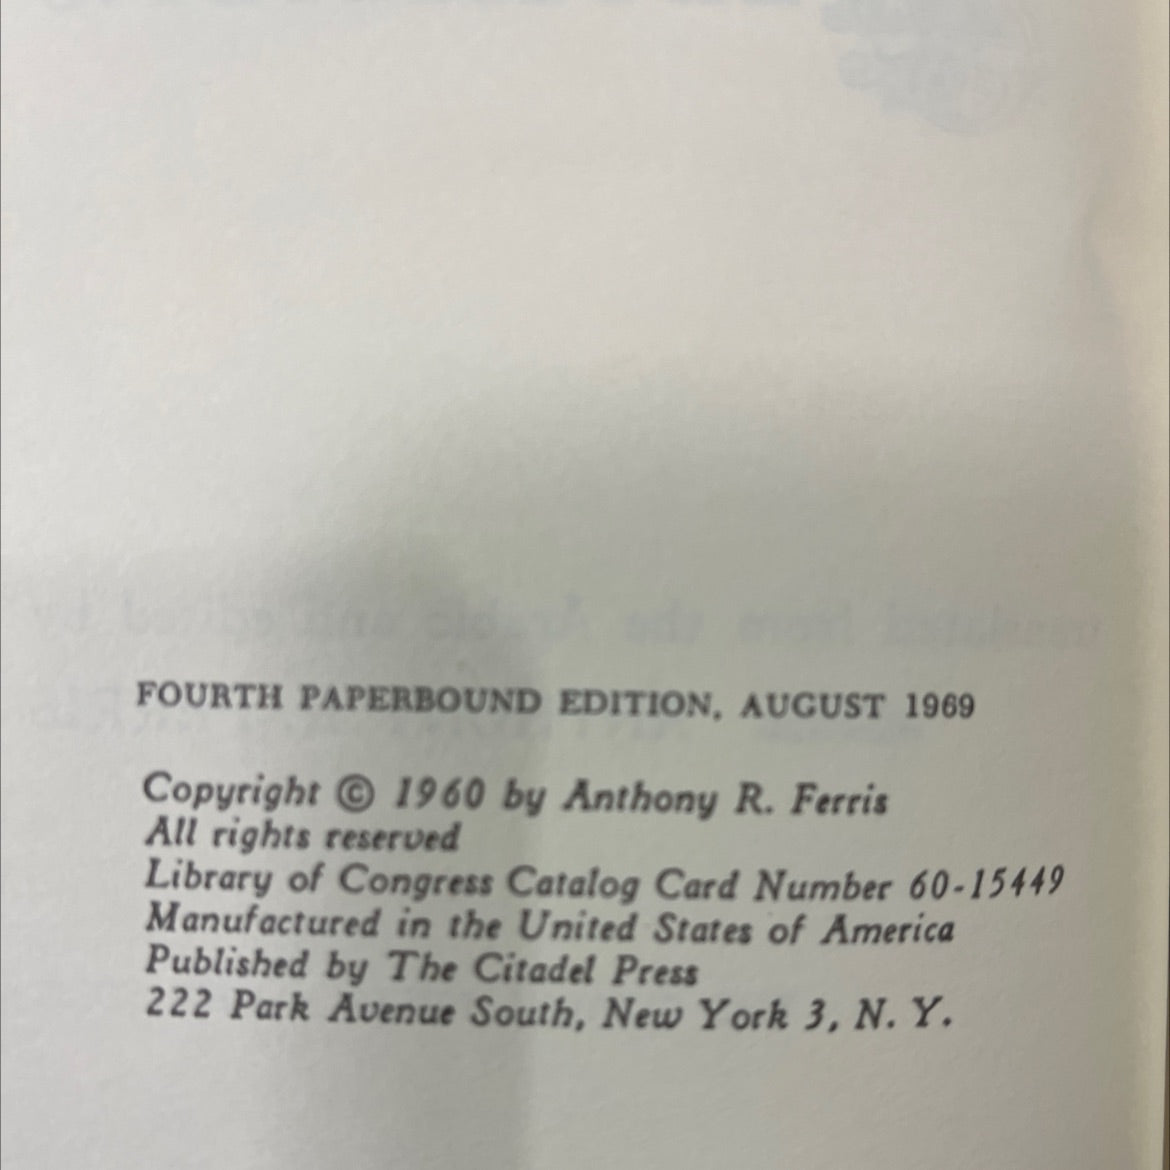 FOURTH PAPERBOUND EDITION, AUGUST 1969
Copyright © 1960 by Anthony R. Ferris
All rights reserved
Library of Congress Catalog Card Number 60-15449
Manufactured in the United States of America
Published by The Citadel Press
222 Park Avenue South, New York 3, N. Y.